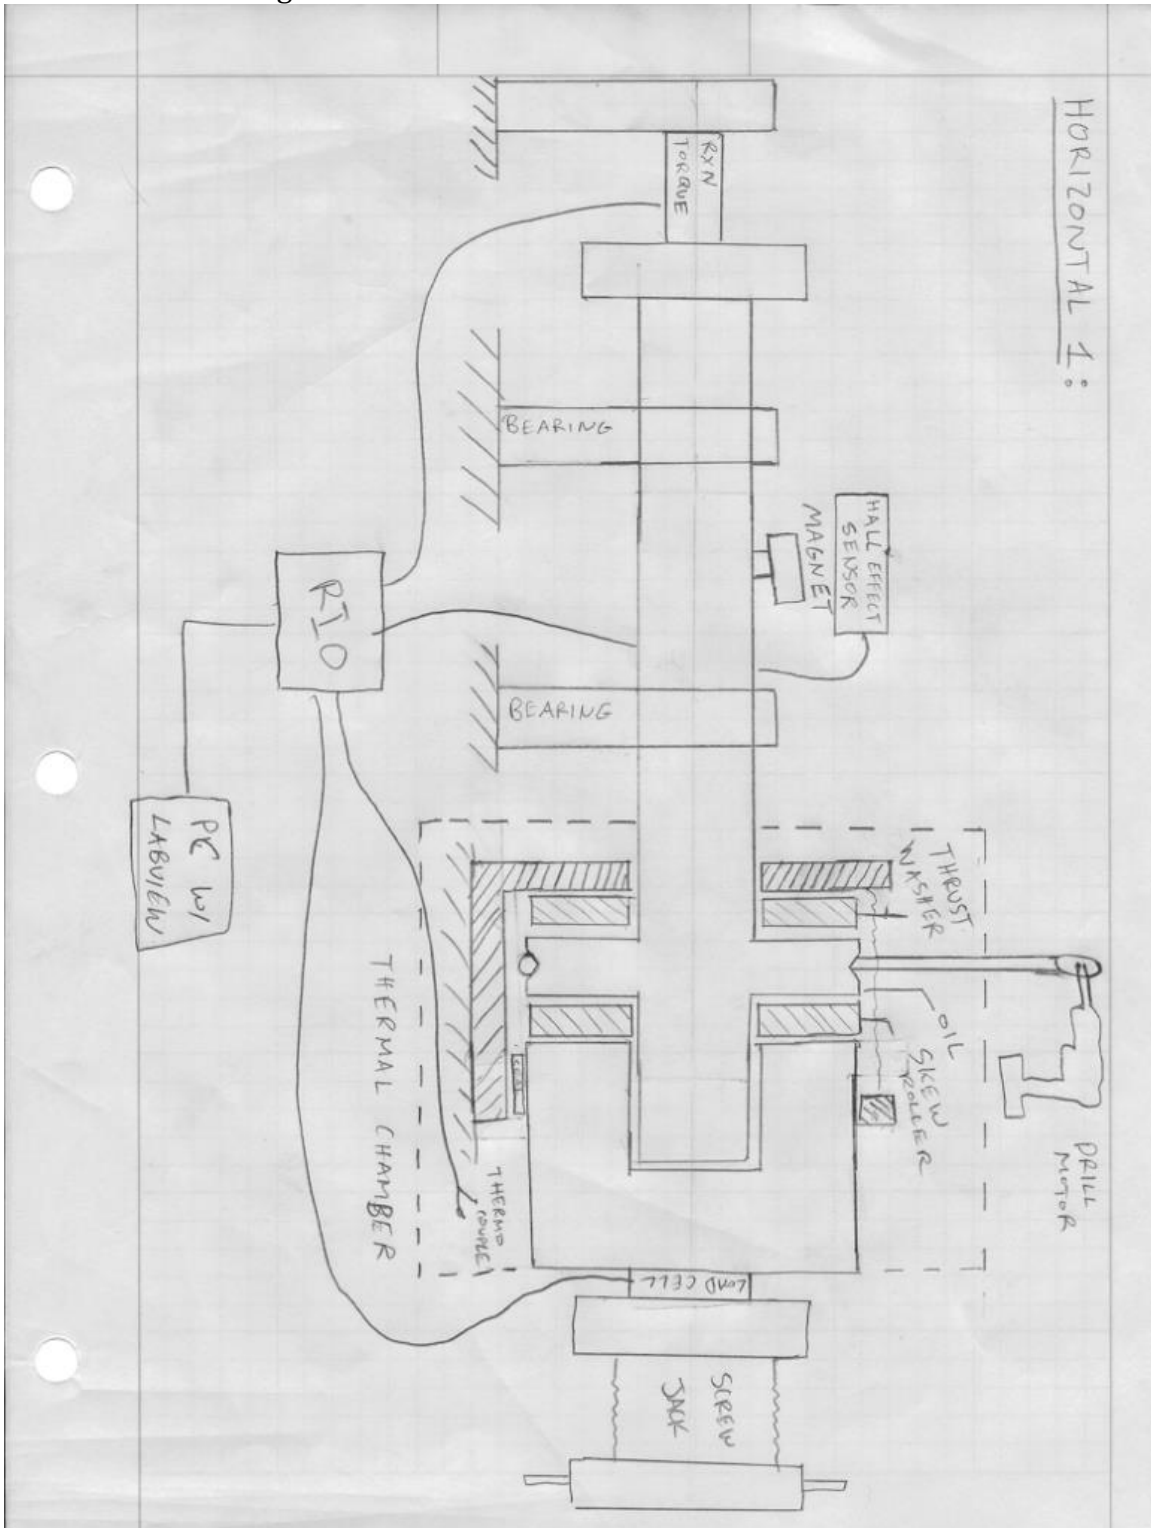 HORIZONTAL 1:
RXN
TORQUE
BEARING
HALL EFFECT
SENSOR
MAGNET
RIO
BEARING
PC W/
LABVIEW
THRUST
WASHER
OIL
SKEW
ROLLER
DRILL
MOTOR
THERMAL CHAMBER
THERMO
COUPLE
LOAD CELL
SCREW
JACK